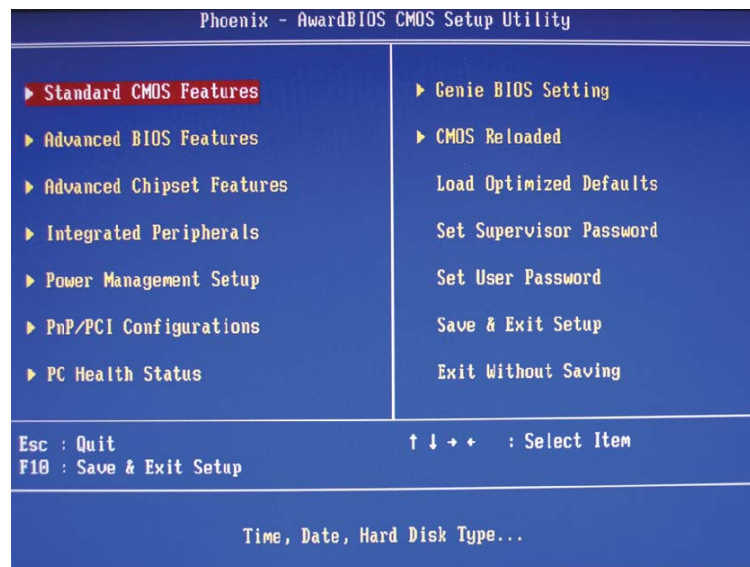 Phoenix - AwardBIOS CMOS Setup Utility
Standard CMOS Features
Advanced BIOS Features
Advanced Chipset Features
Integrated Peripherals
Power Management Setup
PnP/PCI Configurations
PC Health Status
Genie BIOS Setting
CMOS Reloaded
Load Optimized Defaults
Set Supervisor Password
Set User Password
Save & Exit Setup
Exit Without Saving
Esc : Quit
F10 : Save & Exit Setup
↑ ↓ → ← : Select Item
Time, Date, Hard Disk Type...